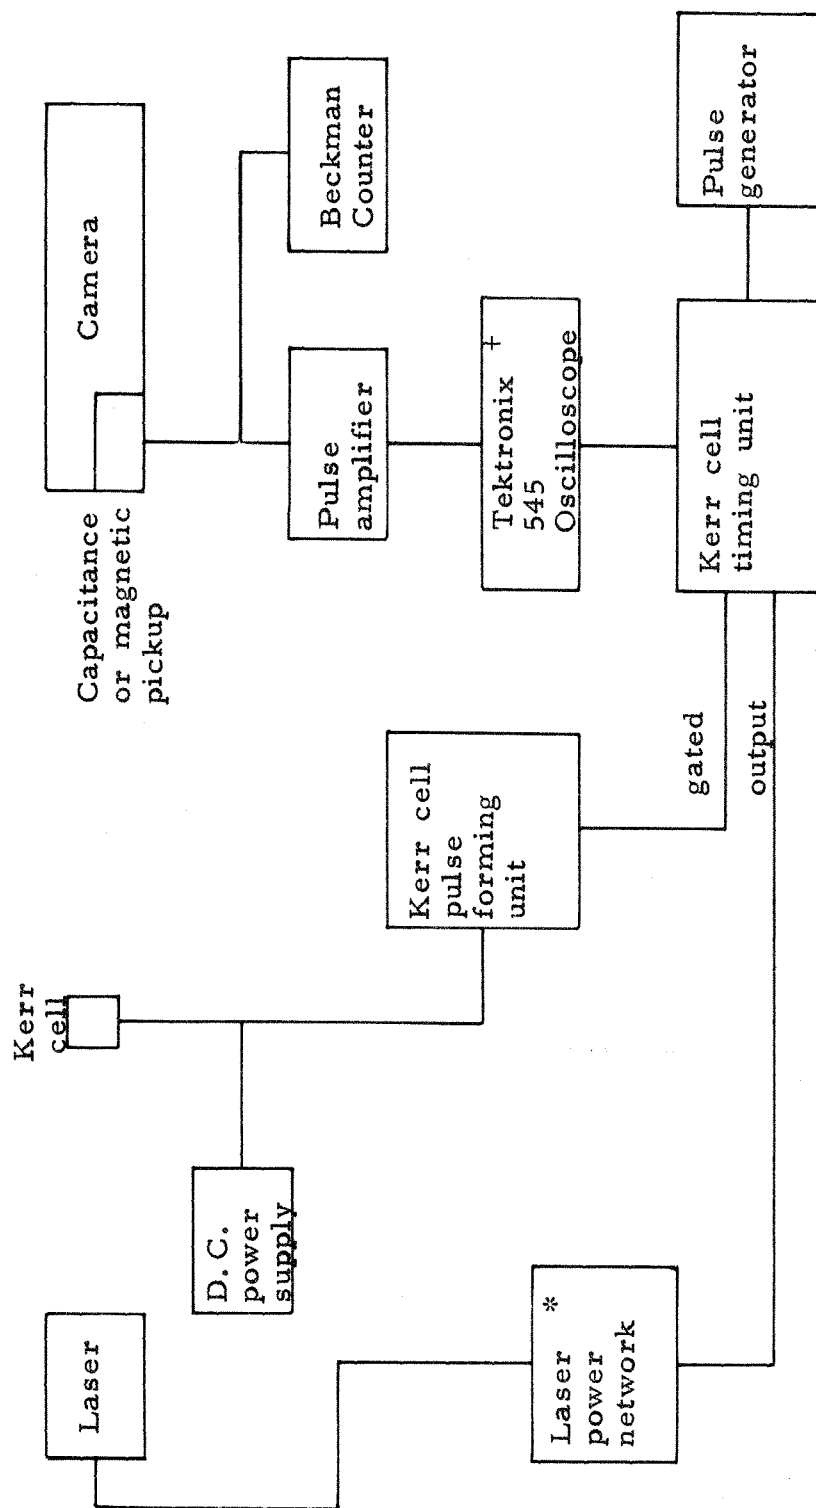 Laser
Kerr
cell
Camera
Capacitance
or magnetic
pickup
D. C.
power
supply
Pulse
amplifier
Beckman
Counter
Kerr cell
pulse
forming
unit
Tektronix +
545
Oscilloscope
Laser *
power
network
gated
output
Kerr cell
timing unit
Pulse
generator